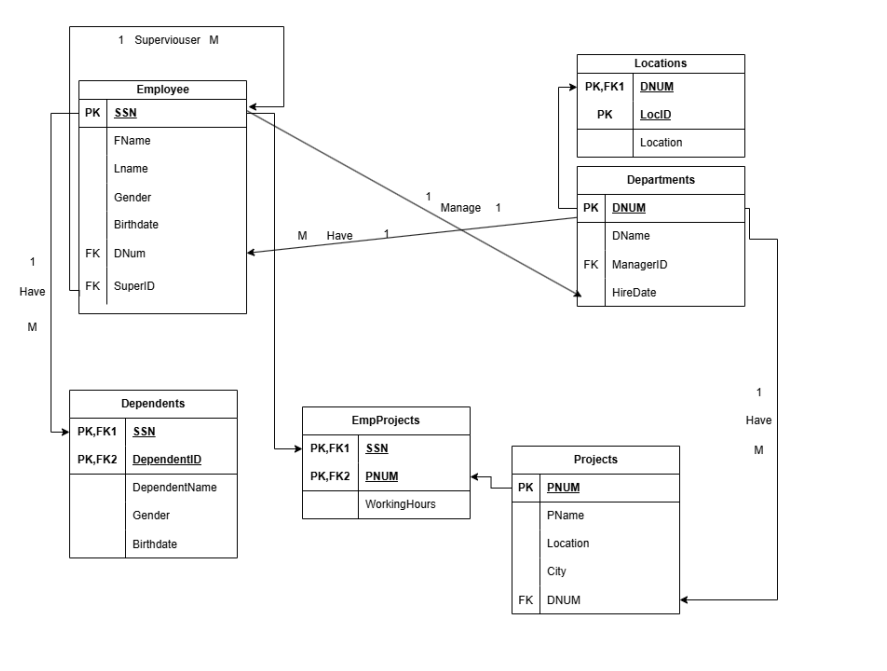 1 Superviouser M
Employee
PK SSN
FName
Lname
Gender
Birthdate
FK DNum
FK SuperID
Locations
PK,FK1 DNUM
PK LocID
Location
Departments
PK DNUM
DName
FK ManagerID
HireDate
1
Manage 1
M Have 1
1
Have
M
1
Have
M
Dependents
PK,FK1 SSN
PK,FK2 DependentID
DependentName
Gender
Birthdate
EmpProjects
PK,FK1 SSN
PK,FK2 PNUM
WorkingHours
Projects
PK PNUM
PName
Location
City
FK DNUM